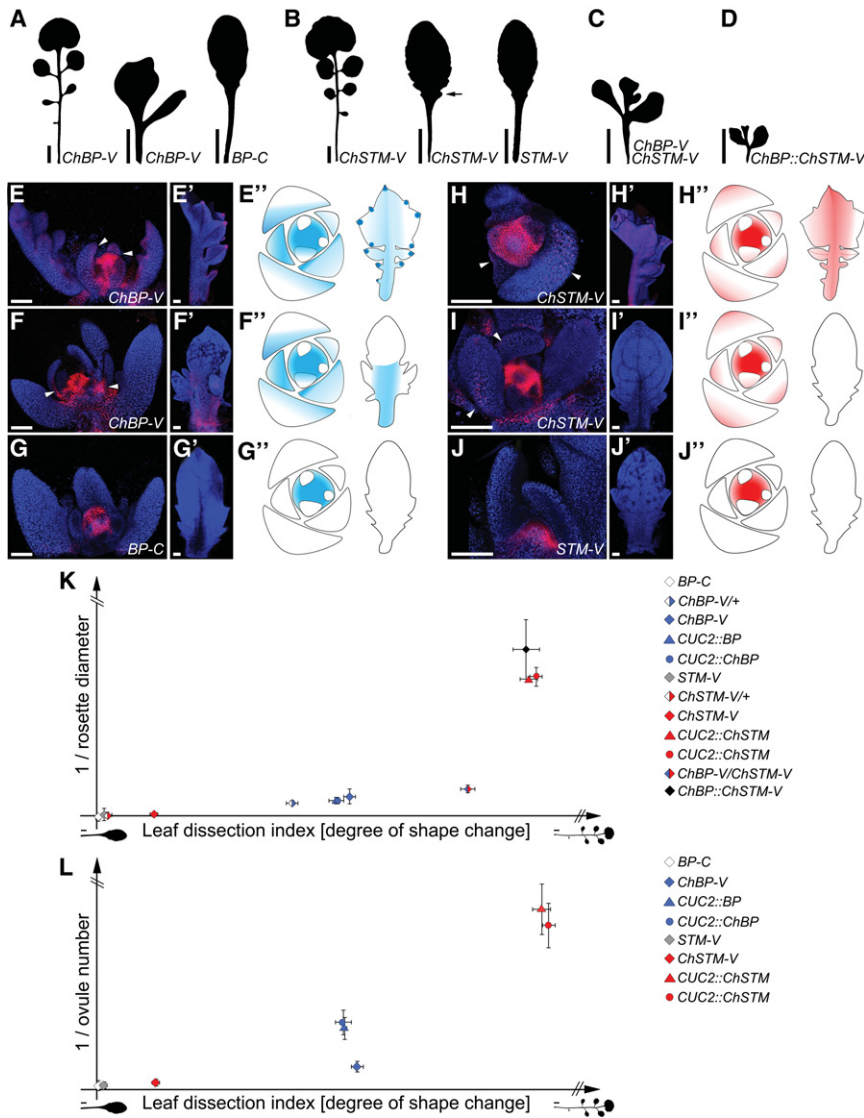 A B C D
ChBP-V ChBP-V BP-C ChSTM-V ChSTM-V STM-V ChBP-V ChBP::ChSTM-V
ChSTM-V
E E' E'' H H' H''
ChBP-V ChSTM-V
F F' F'' I I' I''
ChBP-V ChSTM-V
G G' G'' J J' J''
BP-C STM-V
K
1 / rosette diameter
Leaf dissection index [degree of shape change]
BP-C
ChBP-V/+
ChBP-V
CUC2::BP
CUC2::ChBP
STM-V
ChSTM-V/+
ChSTM-V
CUC2::ChSTM
CUC2::ChSTM
ChBP-V/ChSTM-V
ChBP::ChSTM-V
L
1 / ovule number
Leaf dissection index [degree of shape change]
BP-C
ChBP-V
CUC2::BP
CUC2::ChBP
STM-V
ChSTM-V
CUC2::ChSTM
CUC2::ChSTM